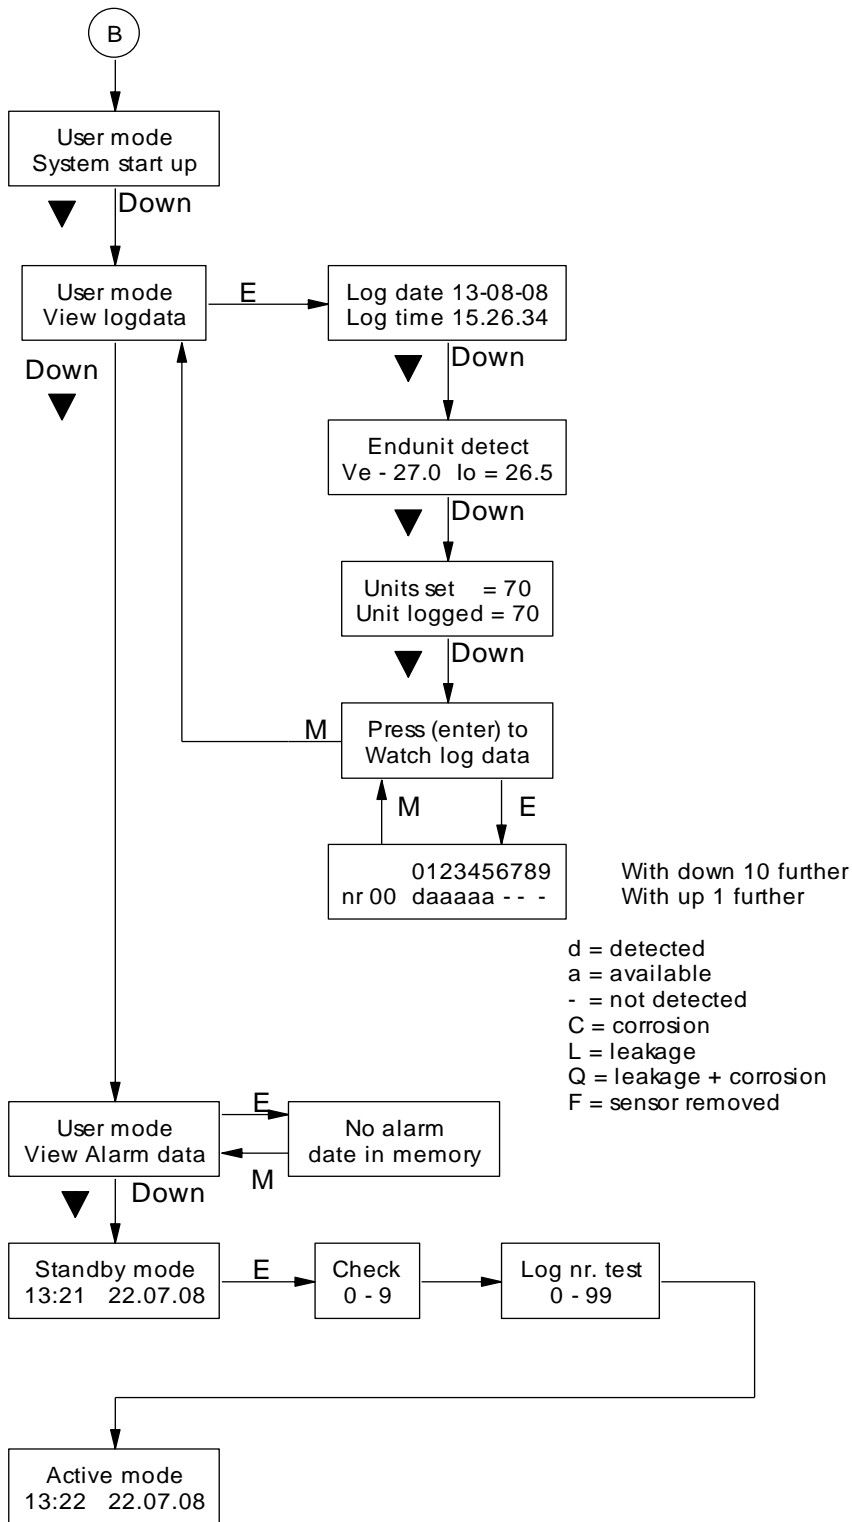 B
User mode
System start up
Down
User mode
View logdata
E
Log date 13-08-08
Log time 15.26.34
Down
Down
Endunit detect
Ve - 27.0 Io = 26.5
Down
Units set = 70
Unit logged = 70
Down
Press (enter) to
Watch log data
M
M
E
0123456789
nr 00 daaaaa - - -
With down 10 further
With up 1 further
d = detected
a = available
- = not detected
C = corrosion
L = leakage
Q = leakage + corrosion
F = sensor removed
User mode
View Alarm data
E
M
No alarm
date in memory
Down
Standby mode
13:21 22.07.08
E
Check
0 - 9
Log nr. test
0 - 99
Active mode
13:22 22.07.08